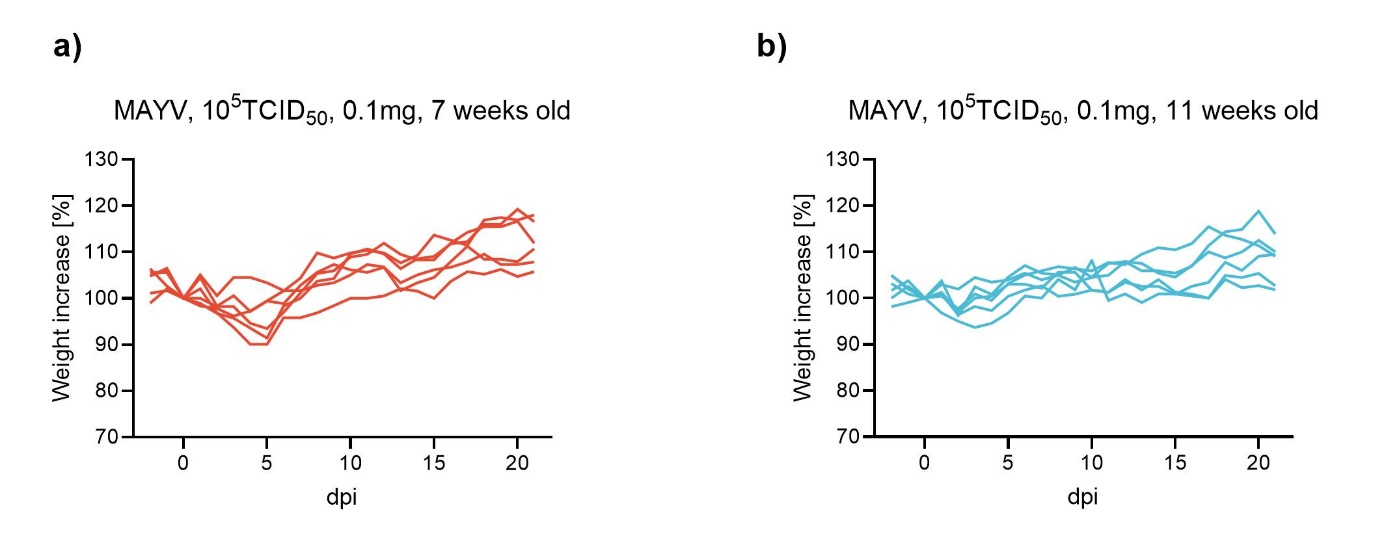 a)
MAYV, 10⁵TCID₅₀, 0.1mg, 7 weeks old
Weight increase [%]
130
120
110
100
90
80
70
0 5 10 15 20
dpi
b)
MAYV, 10⁵TCID₅₀, 0.1mg, 11 weeks old
Weight increase [%]
130
120
110
100
90
80
70
0 5 10 15 20
dpi